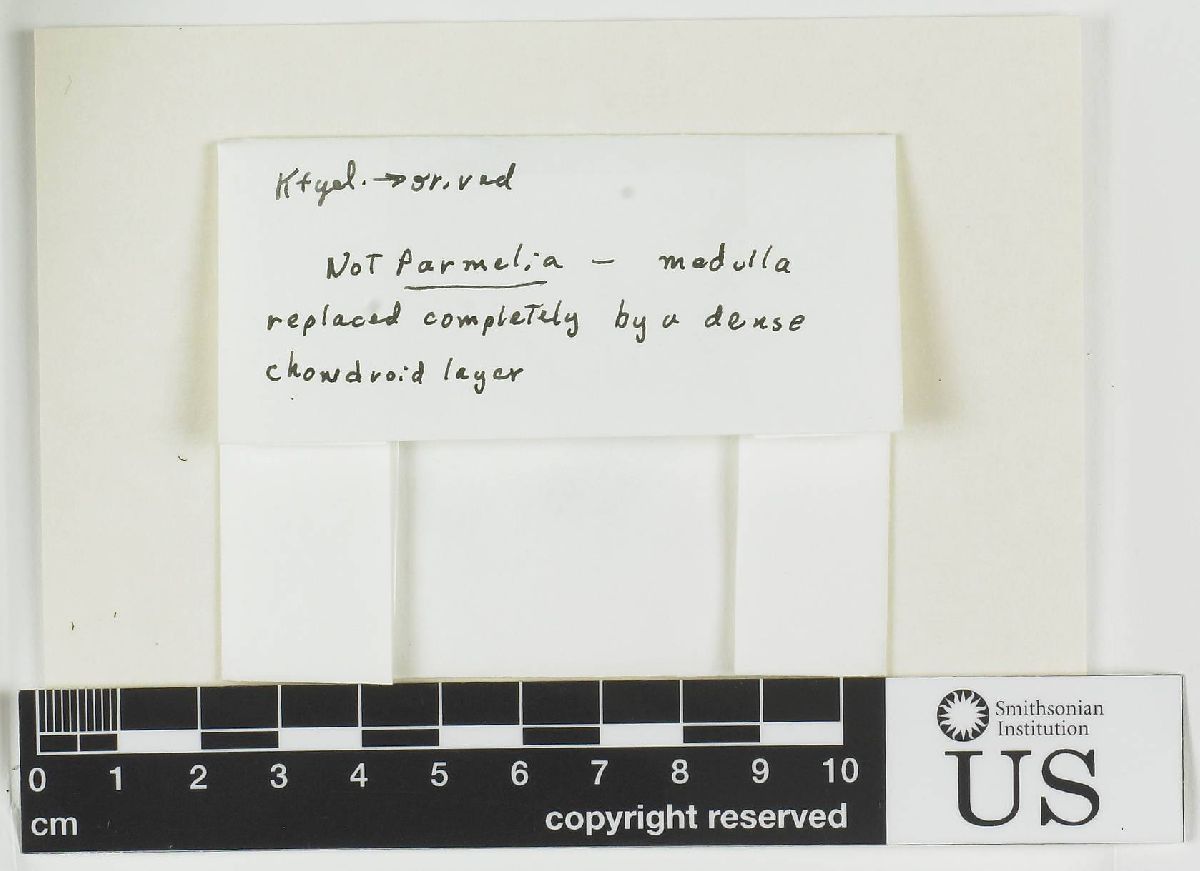 K+yel. → or. red
Not Parmelia – medulla
replaced completely by a dense
chondroid layer
0 1 2 3 4 5 6 7 8 9 10
cm
copyright reserved
Smithsonian
Institution
US